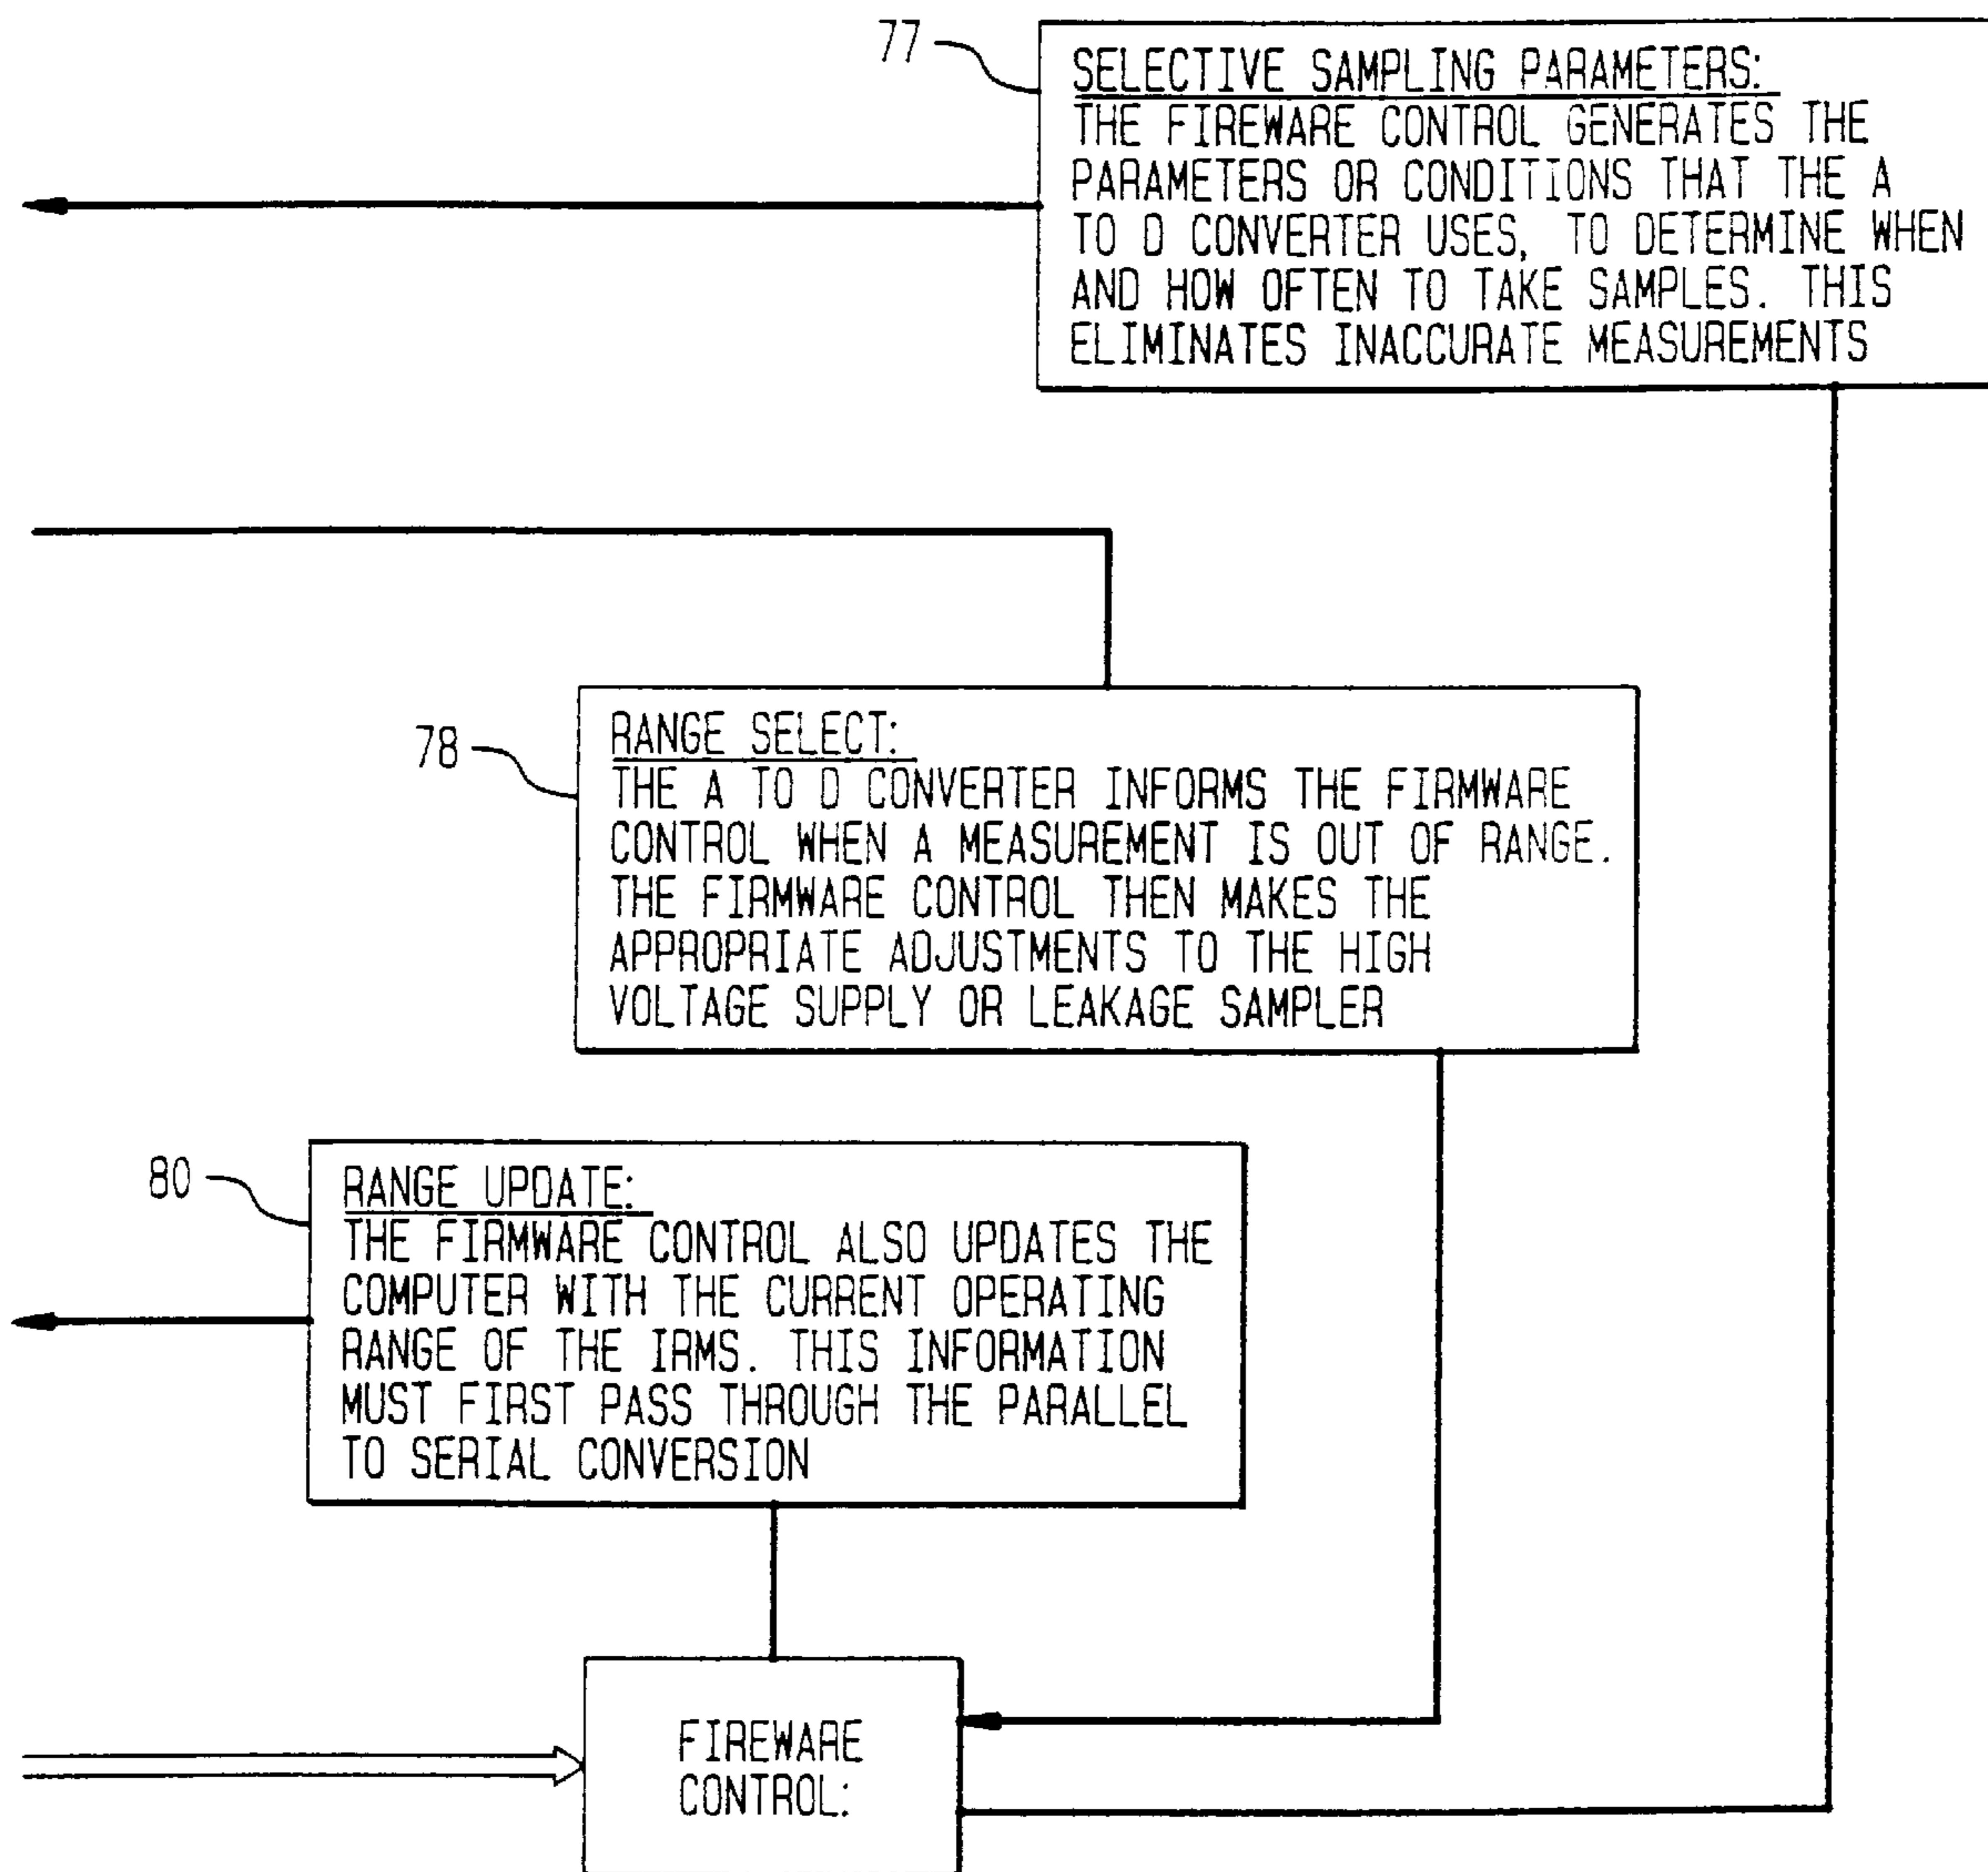 77
SELECTIVE SAMPLING PARAMETERS:
THE FIREWARE CONTROL GENERATES THE
PARAMETERS OR CONDITIONS THAT THE A
TO D CONVERTER USES, TO DETERMINE WHEN
AND HOW OFTEN TO TAKE SAMPLES. THIS
ELIMINATES INACCURATE MEASUREMENTS
78
RANGE SELECT:
THE A TO D CONVERTER INFORMS THE FIRMWARE
CONTROL WHEN A MEASUREMENT IS OUT OF RANGE.
THE FIRMWARE CONTROL THEN MAKES THE
APPROPRIATE ADJUSTMENTS TO THE HIGH
VOLTAGE SUPPLY OR LEAKAGE SAMPLER
80
RANGE UPDATE:
THE FIRMWARE CONTROL ALSO UPDATES THE
COMPUTER WITH THE CURRENT OPERATING
RANGE OF THE IRMS. THIS INFORMATION
MUST FIRST PASS THROUGH THE PARALLEL
TO SERIAL CONVERSION
FIREWARE
CONTROL: